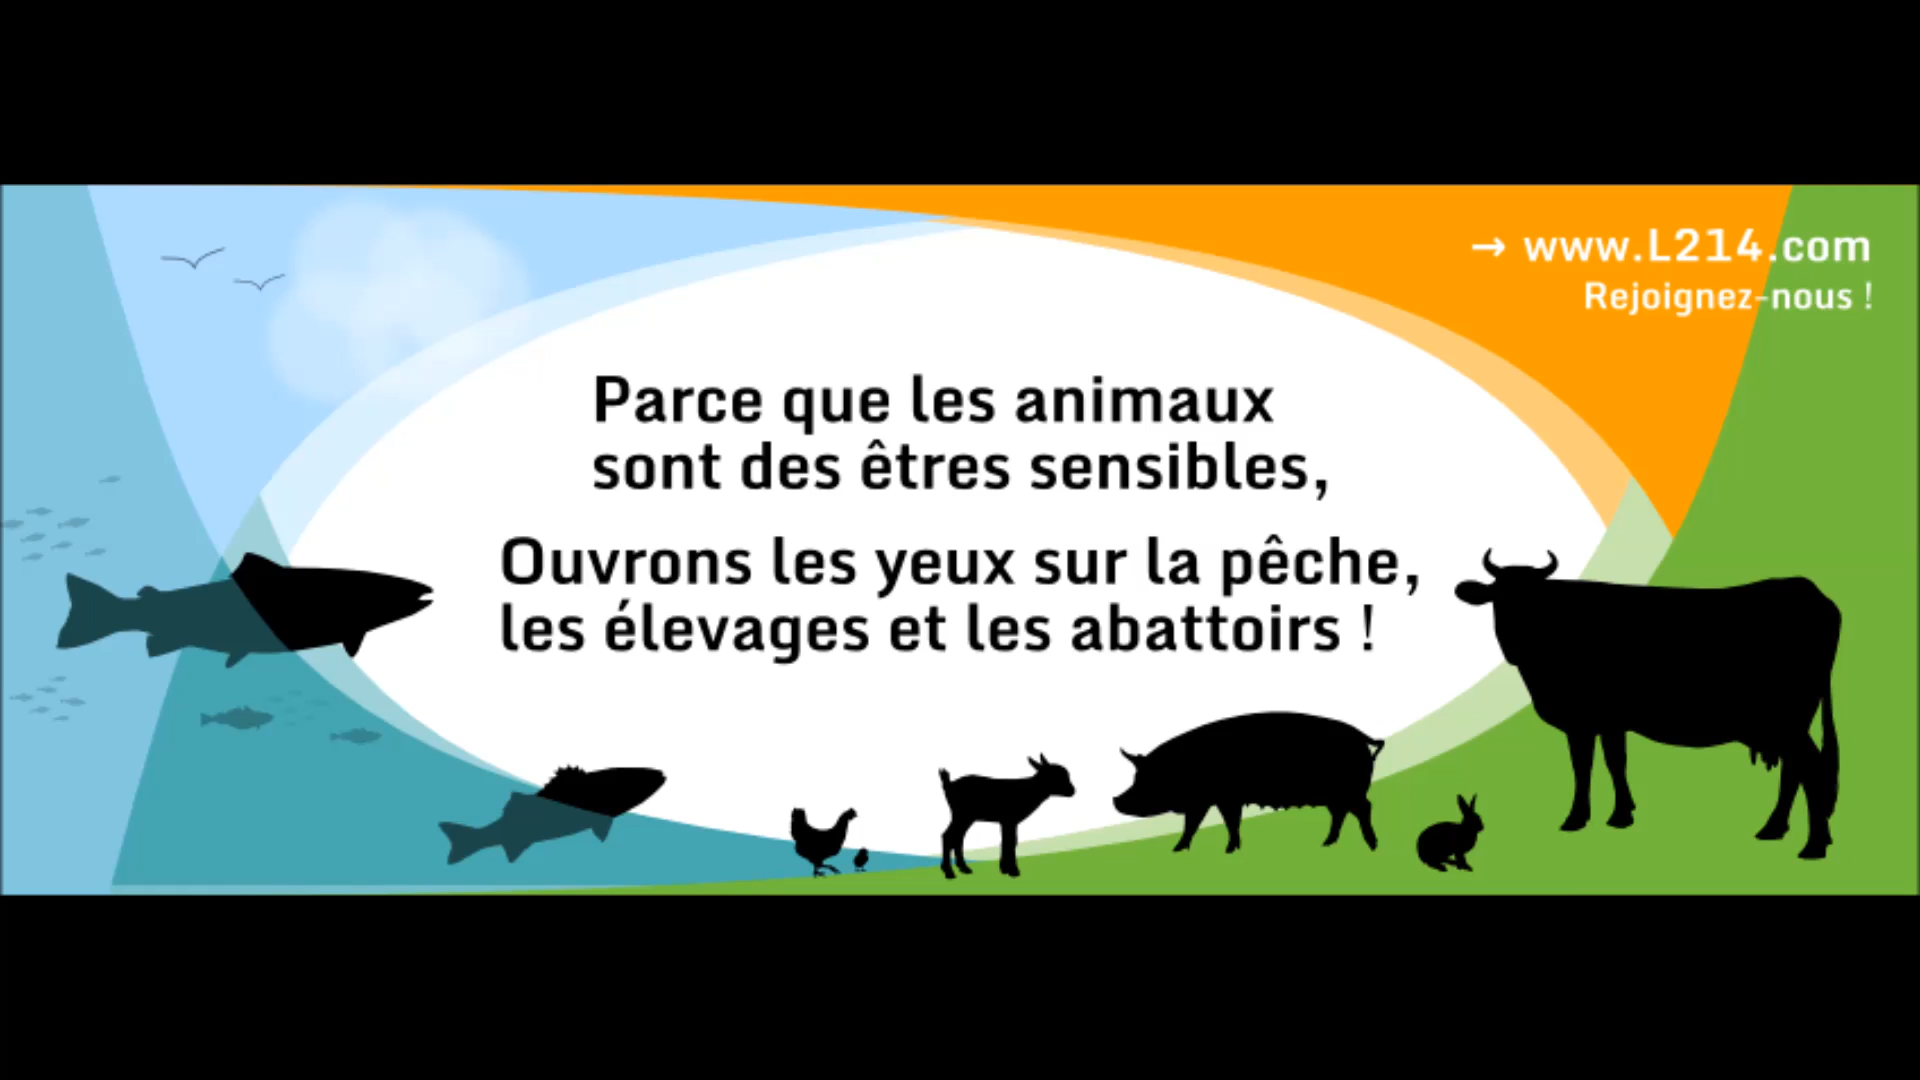 → www.L214.com
Rejoignez-nous !
Parce que les animaux
sont des êtres sensibles,
Ouvrons les yeux sur la pêche,
les élevages et les abattoirs !